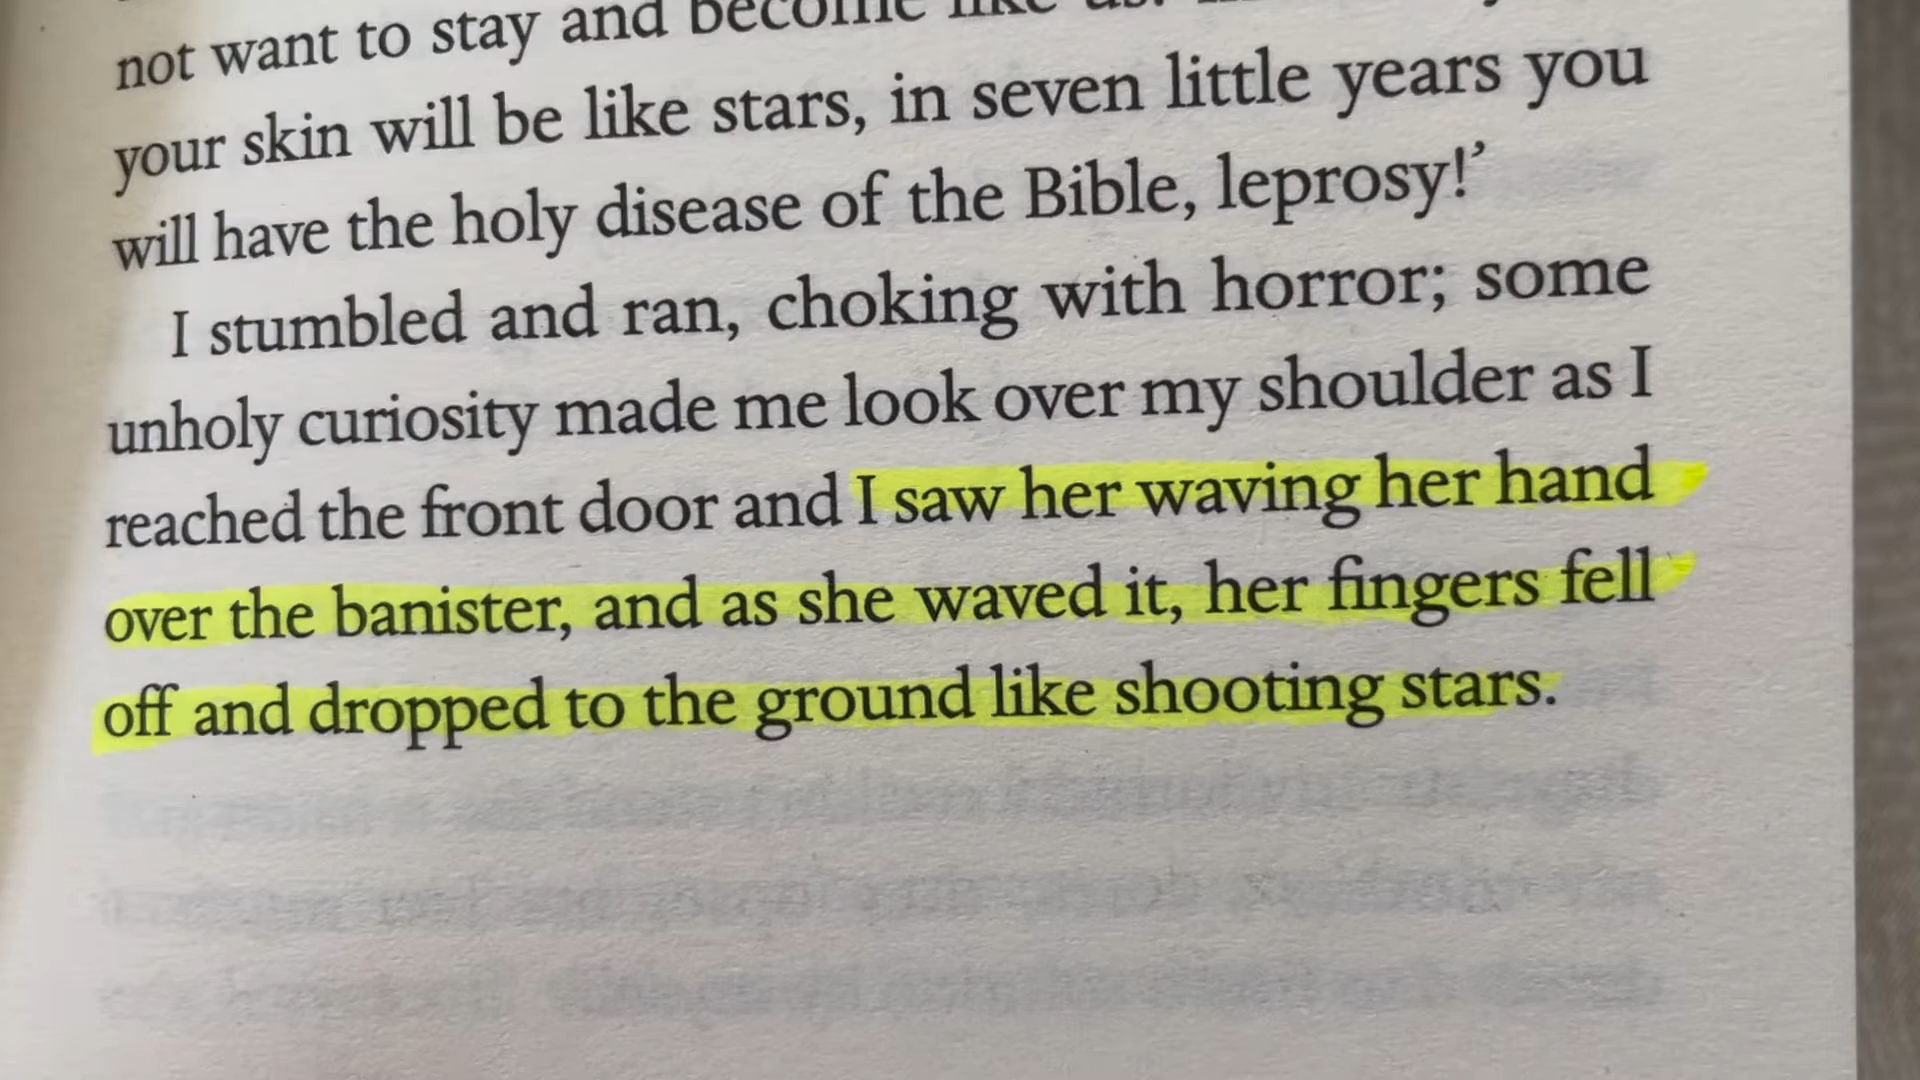 not want to stay and become like us.
your skin will be like stars, in seven little years you
will have the holy disease of the Bible, leprosy!’
I stumbled and ran, choking with horror; some
unholy curiosity made me look over my shoulder as I
reached the front door and I saw her waving her hand
over the banister, and as she waved it, her fingers fell
off and dropped to the ground like shooting stars.